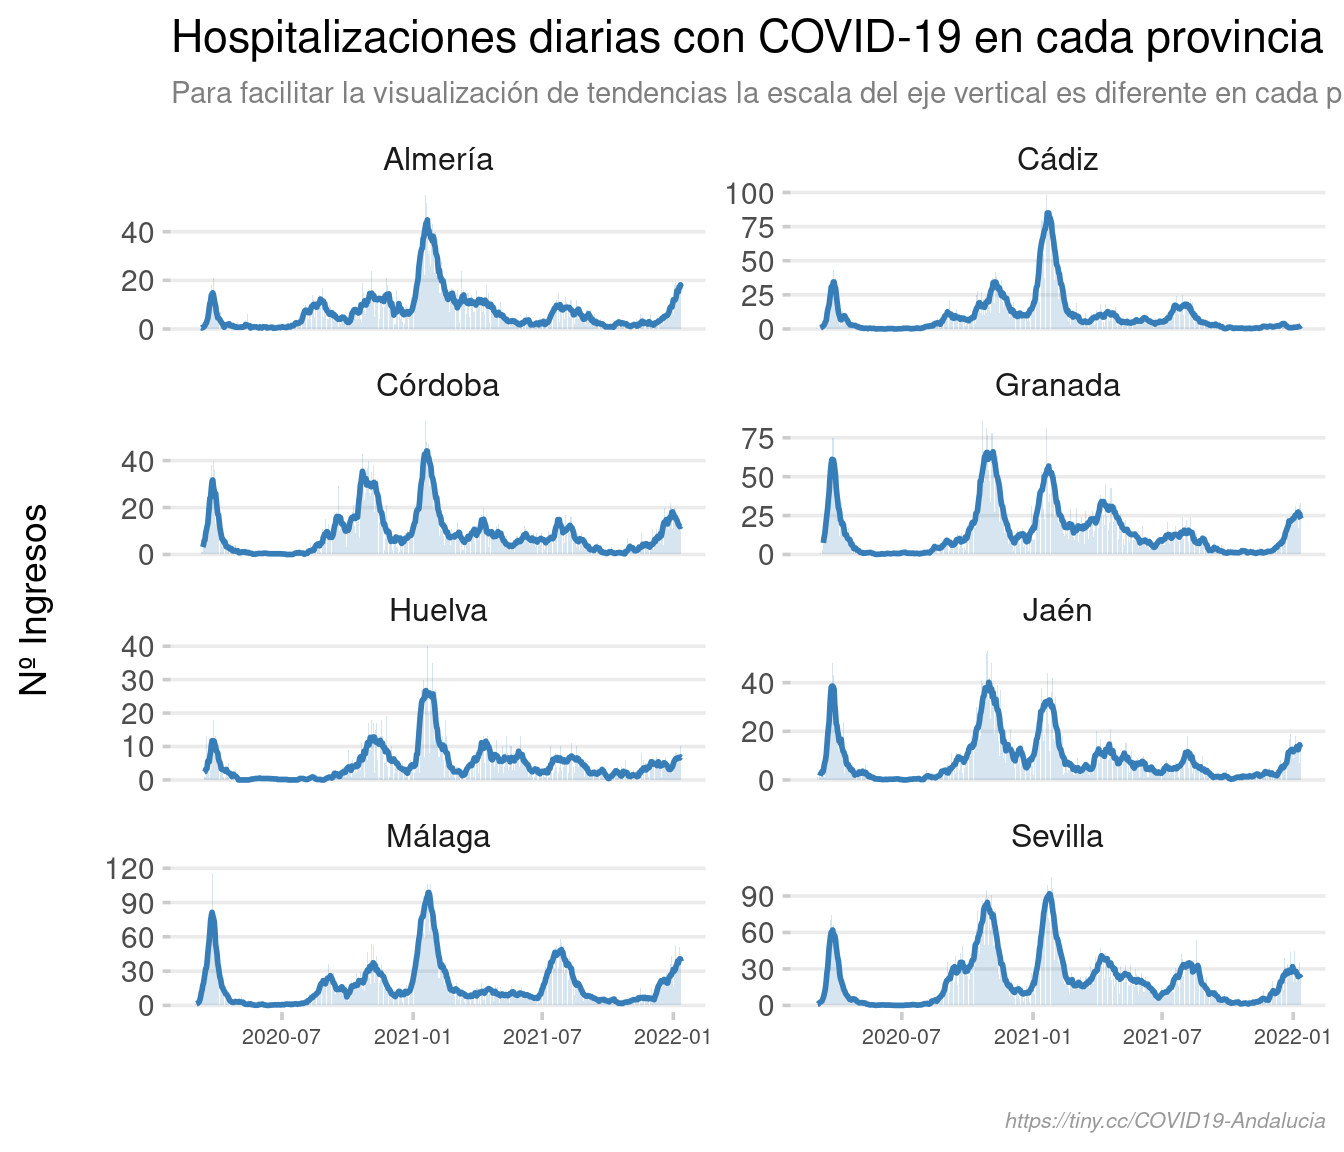 Hospitalizaciones diarias con COVID-19 en cada provincia
Para facilitar la visualización de tendencias la escala del eje vertical es diferente en cada p
Nº Ingresos
Almería
40
20
0
Cádiz
100
75
50
25
0
Córdoba
40
20
0
Granada
75
50
25
0
Huelva
40
30
20
10
0
Jaén
40
20
0
Málaga
120
90
60
30
0
2020-07 2021-01 2021-07 2022-01
Sevilla
90
60
30
0
2020-07 2021-01 2021-07 2022-01
https://tiny.cc/COVID19-Andalucia